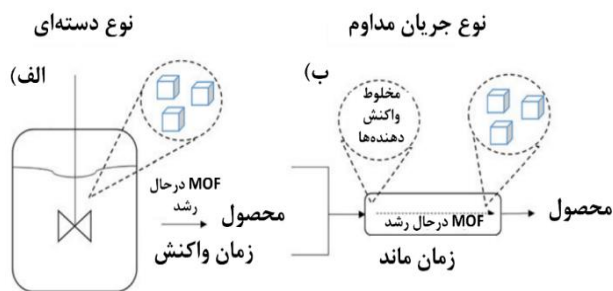 نوع دسته‌ای
نوع جریان مداوم
الف)
ب)
مخلوط
واکنش
دهنده‌ها
MOF درحال
رشد
محصول
زمان واکنش
MOF درحال رشد
محصول
زمان ماند